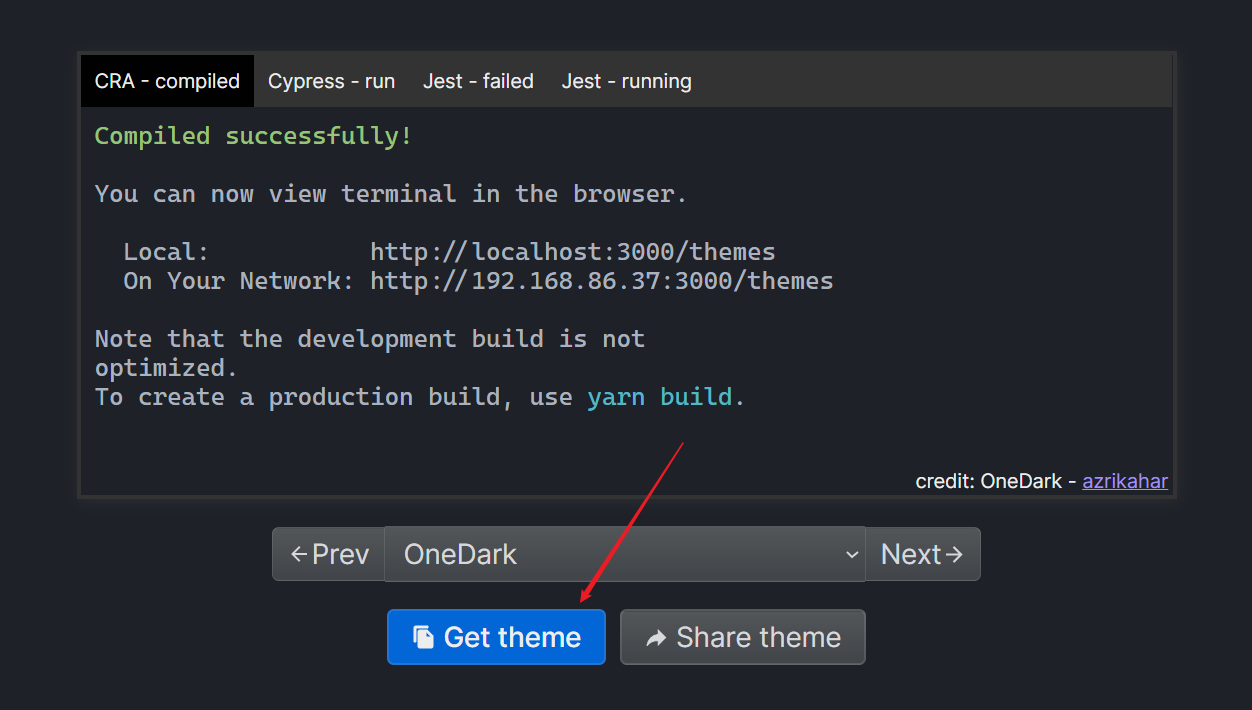 CRA - compiled Cypress - run Jest - failed Jest - running
Compiled successfully!
You can now view terminal in the browser.
Local: http://localhost:3000/themes
On Your Network: http://192.168.86.37:3000/themes
Note that the development build is not
optimized.
To create a production build, use yarn build.
credit: OneDark - azrikahar
←Prev OneDark Next→
Get theme Share theme